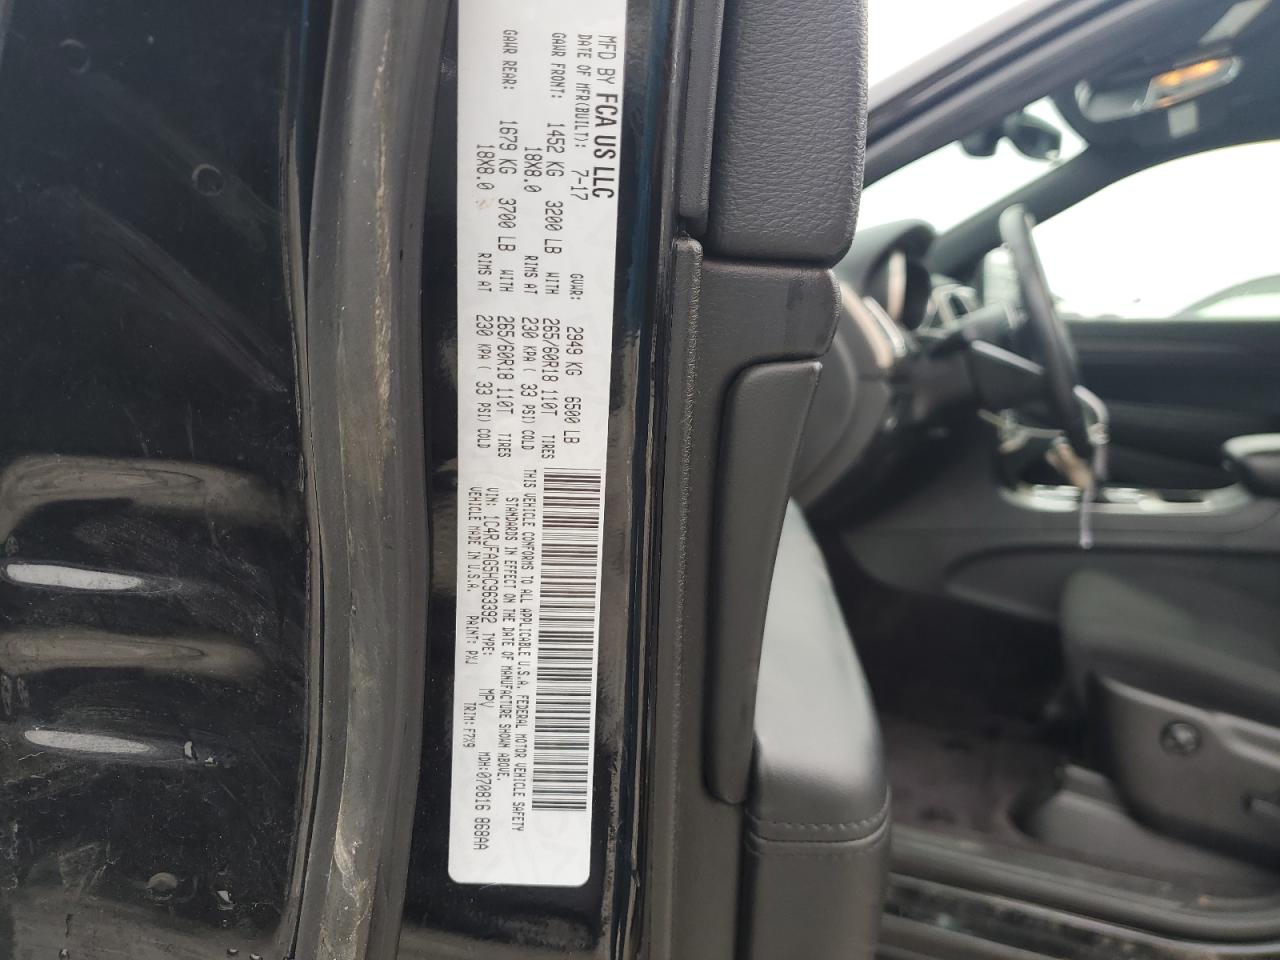 MFD BY FCA US LLC
DATE OF MFR(BUILT): 7-17 GVWR: 2949 KG 6500 LB
GAWR FRONT: 1452 KG 3200 LB WITH 265/60R18 110T TIRES
18X8.0 RIMS AT 230 KPA( 33 PSI) COLD
GAWR REAR: 1679 KG 3700 LB WITH 265/60R18 110T TIRES
18X8.0 RIMS AT 230 KPA( 33 PSI) COLD
THIS VEHICLE CONFORMS TO ALL APPLICABLE U.S.A. FEDERAL MOTOR VEHICLE SAFETY
STANDARDS IN EFFECT ON THE DATE OF MANUFACTURE SHOWN ABOVE.
VIN: 1C4RJFAG5HC963392 TYPE: MPV MDH:070816 868AA
VEHICLE MADE IN U.S.A. PAINT: PXJ TRIM:F7X9